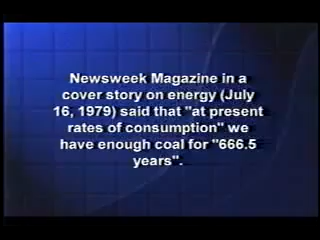 Newsweek Magazine in a
cover story on energy (July
16, 1979) said that "at present
rates of consumption" we
have enough coal for "666.5
years".